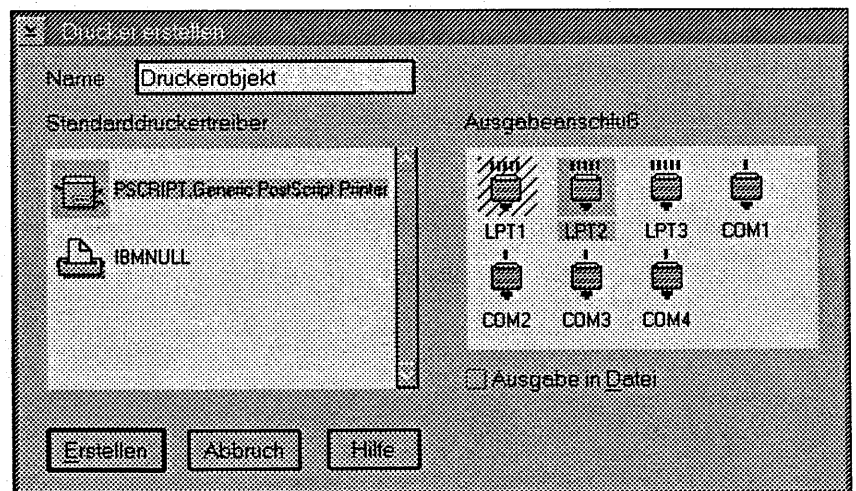 Drucker erstellen
Name Druckerobjekt
Standarddruckertreiber
PSCRIPT.Generic PostScript Printer
IBMNULL
Ausgabeanschluß
LPT1 LPT2 LPT3 COM1
COM2 COM3 COM4
Ausgabe in Datei
Erstellen Abbruch Hilfe